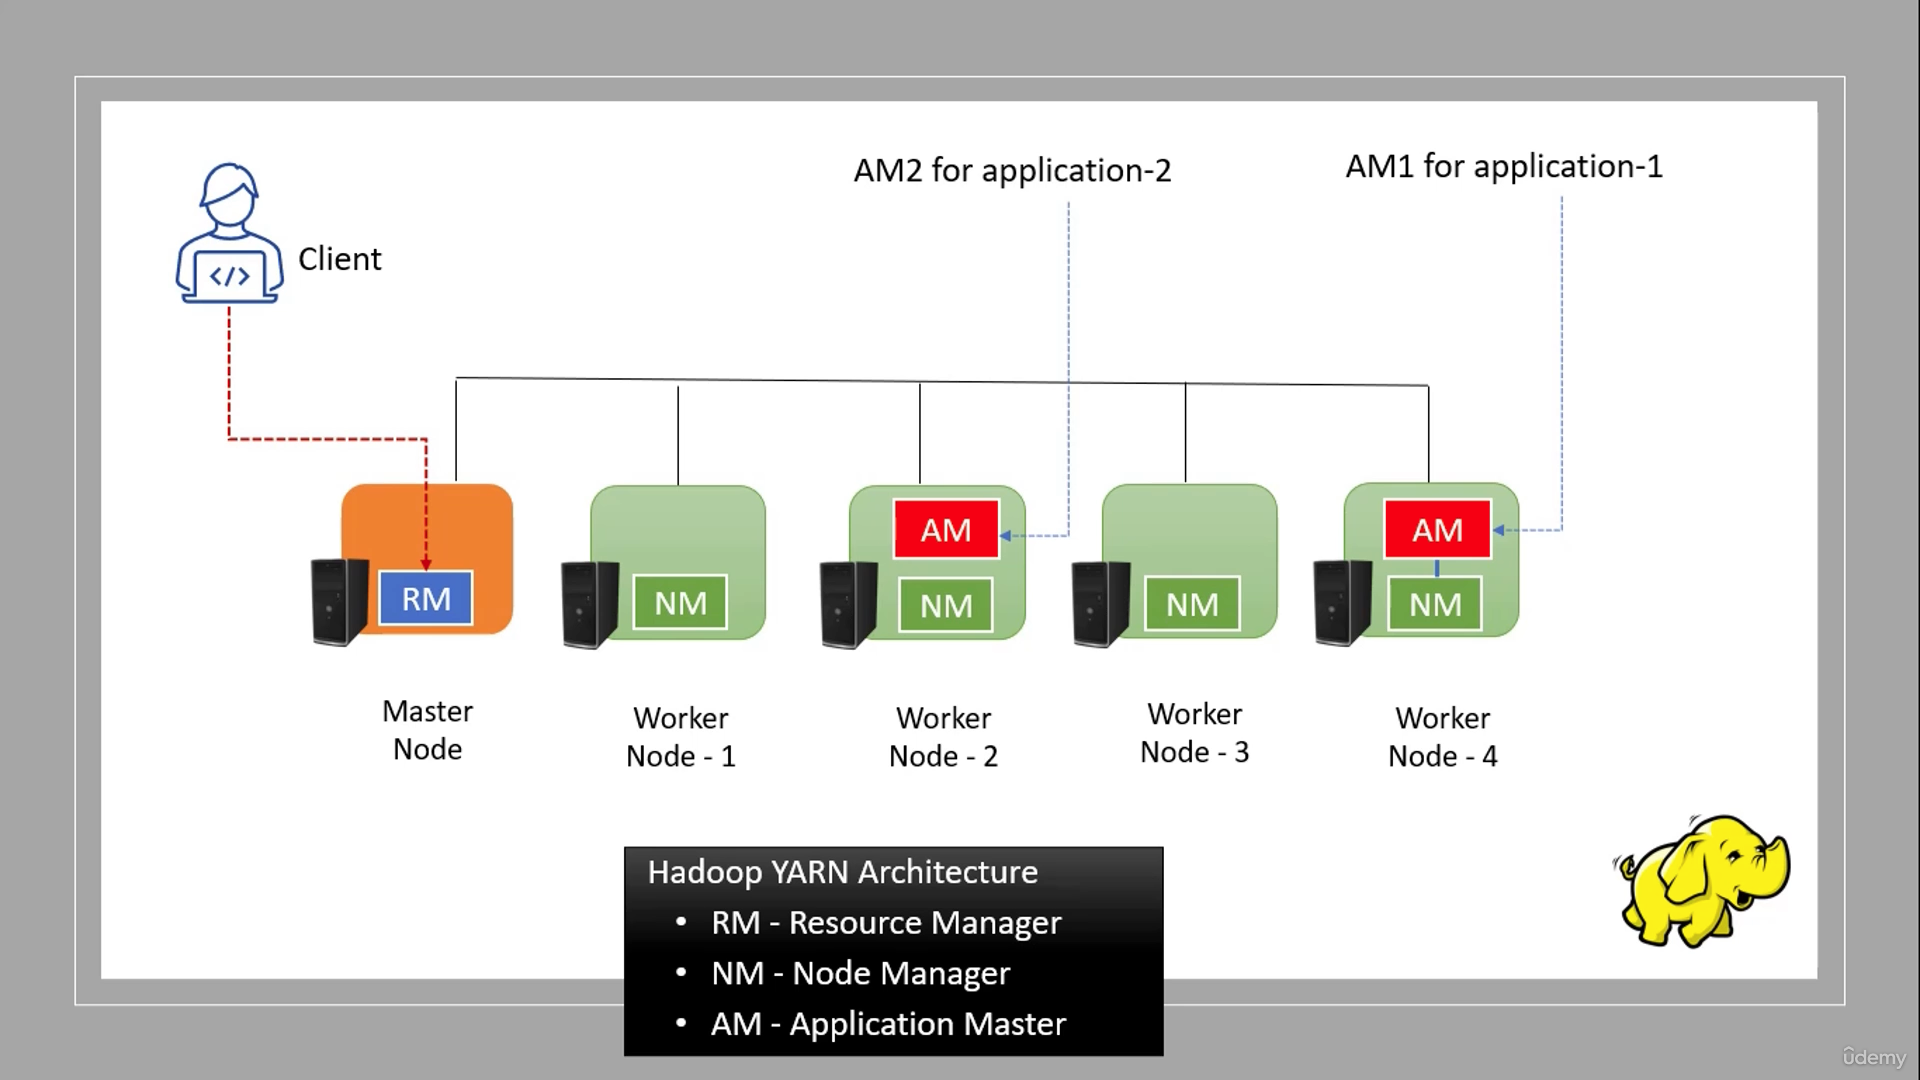 AM2 for application-2
AM1 for application-1
Client
</>
AM
AM
RM
NM
NM
NM
NM
Master
Node
Worker
Node - 1
Worker
Node - 2
Worker
Node - 3
Worker
Node - 4
Hadoop YARN Architecture
• RM - Resource Manager
• NM - Node Manager
• AM - Application Master
ûdemy